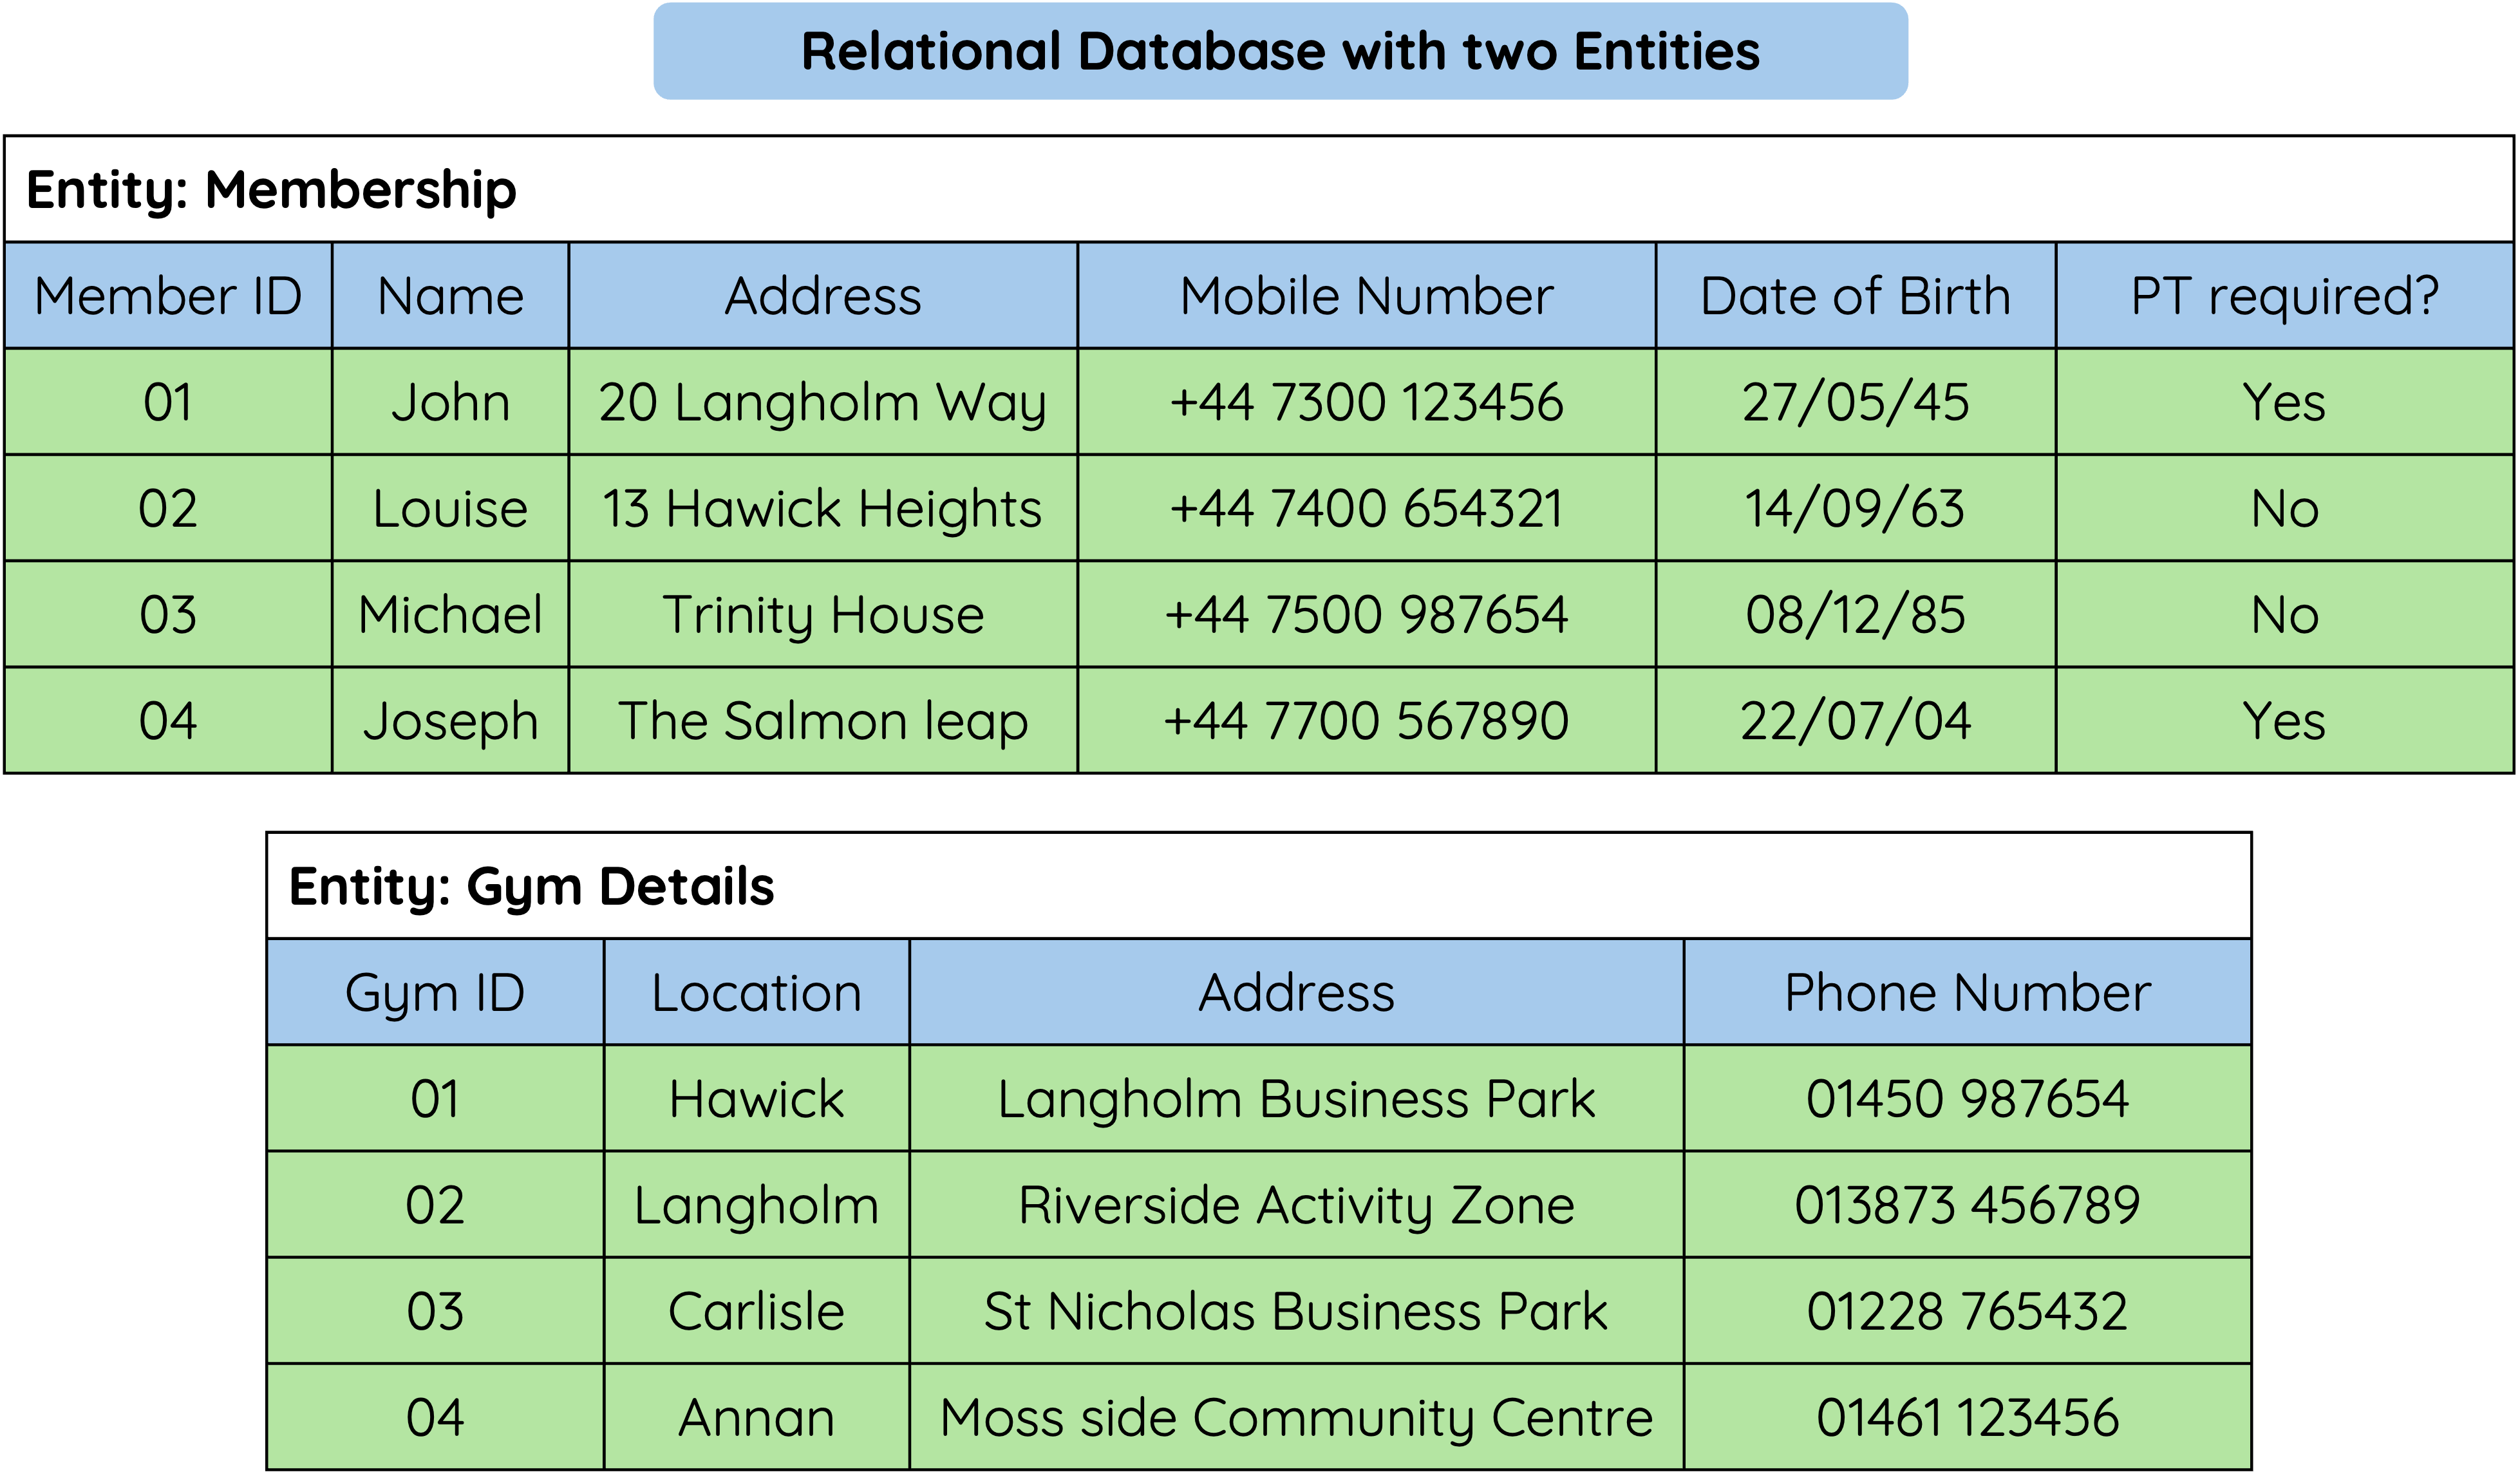 Relational Database with two Entities
Entity: Membership
Member ID Name Address Mobile Number Date of Birth PT required?
01 John 20 Langholm Way +44 7300 123456 27/05/45 Yes
02 Louise 13 Hawick Heights +44 7400 654321 14/09/63 No
03 Michael Trinity House +44 7500 987654 08/12/85 No
04 Joseph The Salmon leap +44 7700 567890 22/07/04 Yes
Entity: Gym Details
Gym ID Location Address Phone Number
01 Hawick Langholm Business Park 01450 987654
02 Langholm Riverside Activity Zone 013873 456789
03 Carlisle St Nicholas Business Park 01228 765432
04 Annan Moss side Community Centre 01461 123456